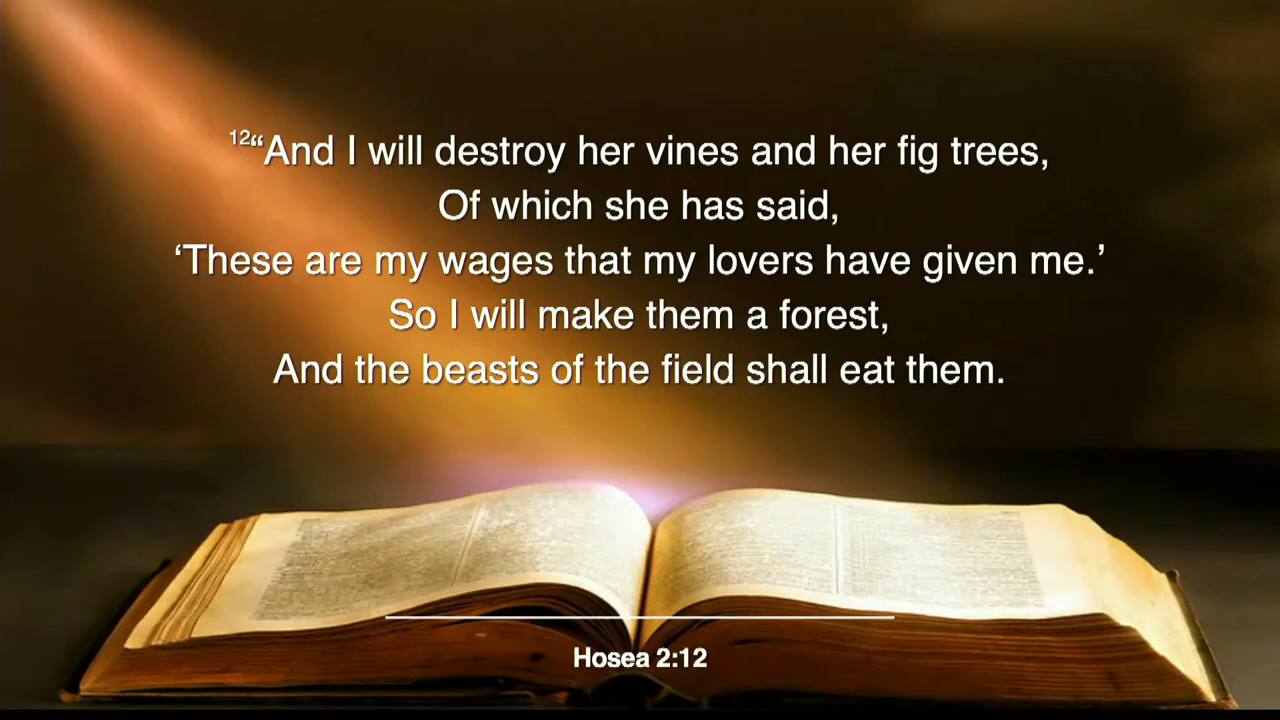 12“And I will destroy her vines and her fig trees,
Of which she has said,
‘These are my wages that my lovers have given me.’
So I will make them a forest,
And the beasts of the field shall eat them.
Hosea 2:12